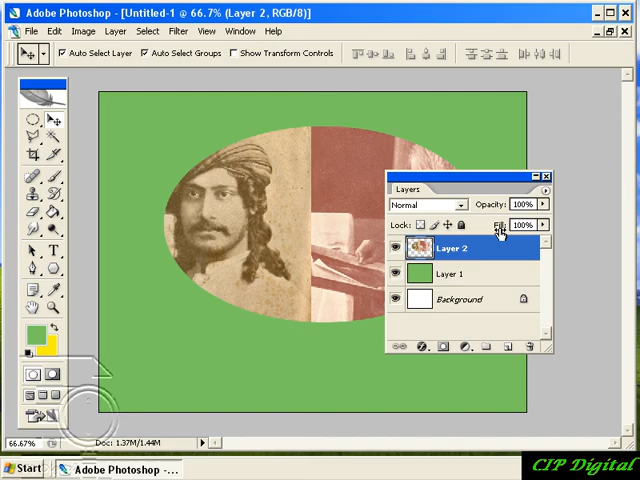 Adobe Photoshop - [Untitled-1 @ 66.7% (Layer 2, RGB/8)]
File Edit Image Layer Select Filter View Window Help
Auto Select Layer Auto Select Groups Show Transform Controls
Layers
Normal Opacity: 100%
Lock: Fill: 100%
Layer 2
Layer 1
Background
T
66.67% Doc: 1.37M/1.44M
Start Adobe Photoshop - ... CIP Digital